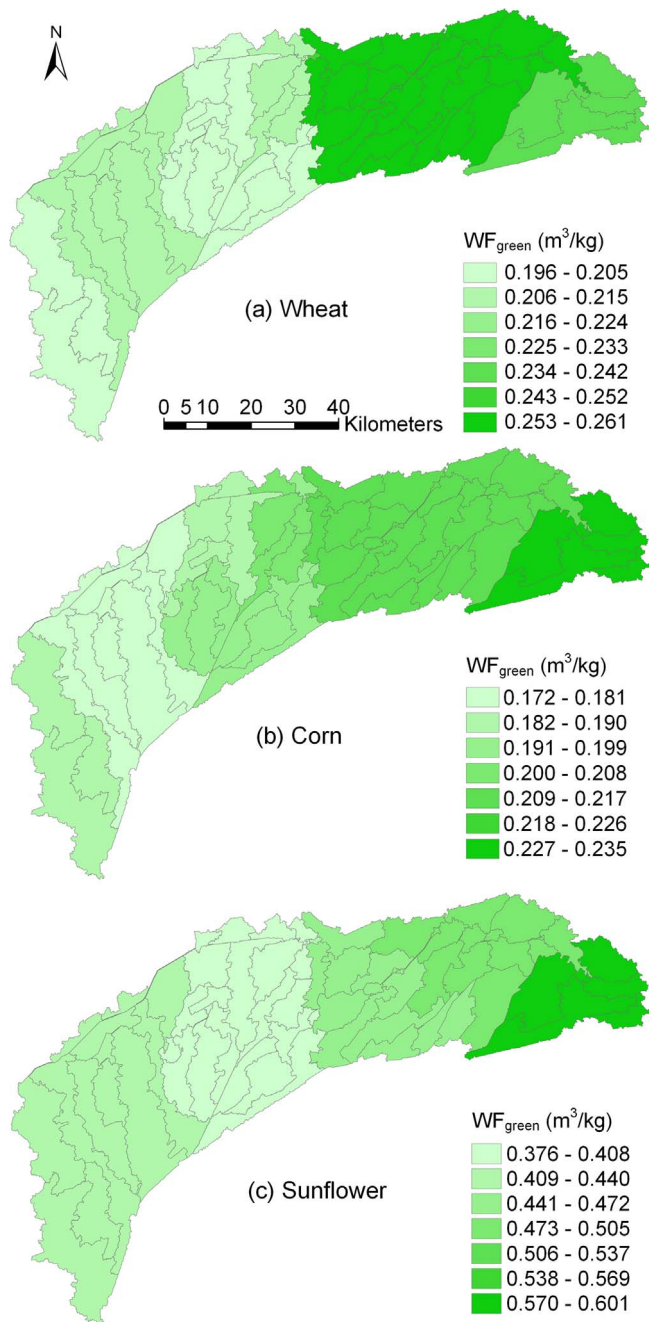 N
WFgreen (m³/kg)
0.196 - 0.205
0.206 - 0.215
0.216 - 0.224
0.225 - 0.233
0.234 - 0.242
0.243 - 0.252
0.253 - 0.261
(a) Wheat
0 5 10 20 30 40
Kilometers
WFgreen (m³/kg)
0.172 - 0.181
0.182 - 0.190
0.191 - 0.199
0.200 - 0.208
0.209 - 0.217
0.218 - 0.226
0.227 - 0.235
(b) Corn
WFgreen (m³/kg)
0.376 - 0.408
0.409 - 0.440
0.441 - 0.472
0.473 - 0.505
0.506 - 0.537
0.538 - 0.569
0.570 - 0.601
(c) Sunflower